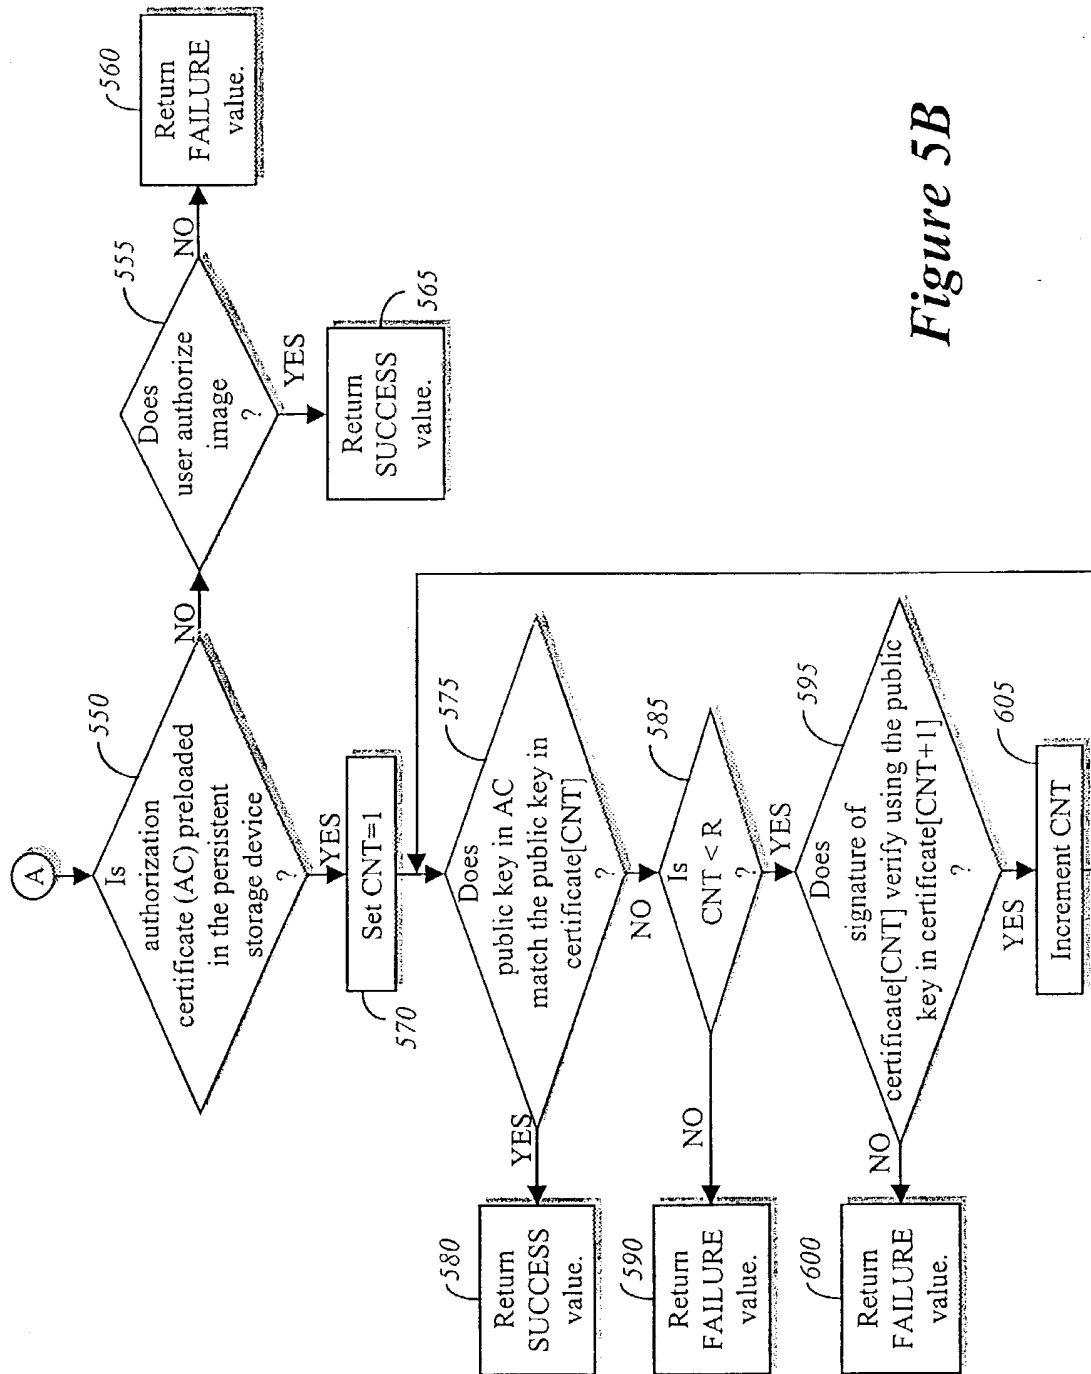 A
550
Is
authorization
certificate (AC) preloaded
in the persistent
storage device
?
NO
555
Does
user authorize
image
?
NO
560
Return
FAILURE
value.
YES
565
Return
SUCCESS
value.
YES
Set CNT=1
570
575
Does
public key in AC
match the public key in
certificate[CNT]
?
YES
580
Return
SUCCESS
value.
NO
585
Is
CNT < R
?
NO
590
Return
FAILURE
value.
YES
595
Does
signature of
certificate[CNT] verify using the public
key in certificate[CNT+1]
?
NO
600
Return
FAILURE
value.
YES
605
Increment CNT
Figure 5B